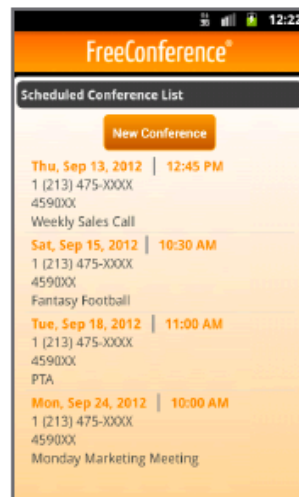 3G 12:22
FreeConference®
Scheduled Conference List
New Conference
Thu, Sep 13, 2012 | 12:45 PM
1 (213) 475-XXXX
4590XX
Weekly Sales Call
Sat, Sep 15, 2012 | 10:30 AM
1 (213) 475-XXXX
4590XX
Fantasy Football
Tue, Sep 18, 2012 | 11:00 AM
1 (213) 475-XXXX
4590XX
PTA
Mon, Sep 24, 2012 | 10:00 AM
1 (213) 475-XXXX
4590XX
Monday Marketing Meeting